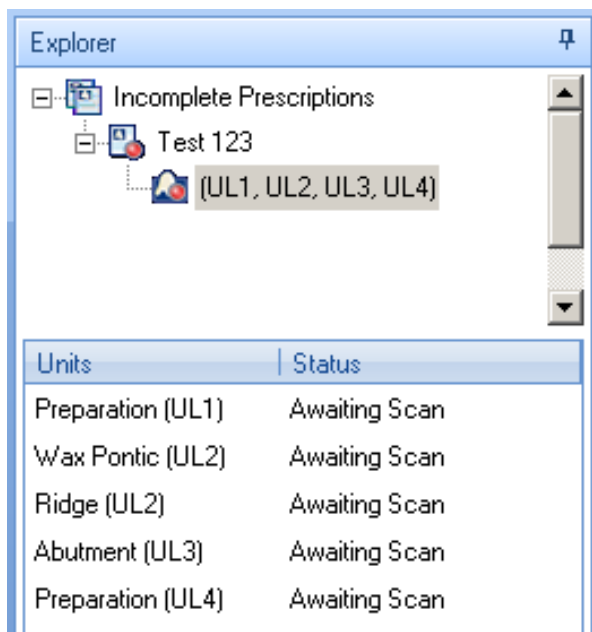 Explorer
Incomplete Prescriptions
Test 123
(UL1, UL2, UL3, UL4)
Units Status
Preparation (UL1) Awaiting Scan
Wax Pontic (UL2) Awaiting Scan
Ridge (UL2) Awaiting Scan
Abutment (UL3) Awaiting Scan
Preparation (UL4) Awaiting Scan